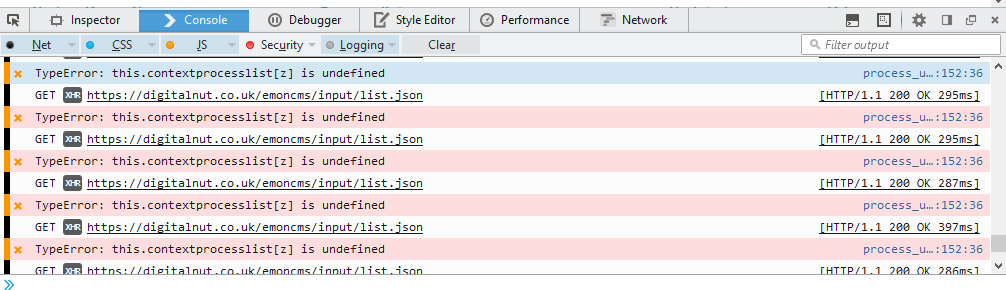 Inspector Console Debugger Style Editor Performance Network
Net CSS JS Security Logging Clear Filter output
TypeError: this.contextprocesslist[z] is undefined process_u…:152:36
GET XHR https://digitalnut.co.uk/emoncms/input/list.json [HTTP/1.1 200 OK 295ms]
TypeError: this.contextprocesslist[z] is undefined process_u…:152:36
GET XHR https://digitalnut.co.uk/emoncms/input/list.json [HTTP/1.1 200 OK 295ms]
TypeError: this.contextprocesslist[z] is undefined process_u…:152:36
GET XHR https://digitalnut.co.uk/emoncms/input/list.json [HTTP/1.1 200 OK 287ms]
TypeError: this.contextprocesslist[z] is undefined process_u…:152:36
GET XHR https://digitalnut.co.uk/emoncms/input/list.json [HTTP/1.1 200 OK 397ms]
TypeError: this.contextprocesslist[z] is undefined process_u…:152:36
GET XHR https://digitalnut.co.uk/emoncms/input/list.json [HTTP/1.1 200 OK 286ms]